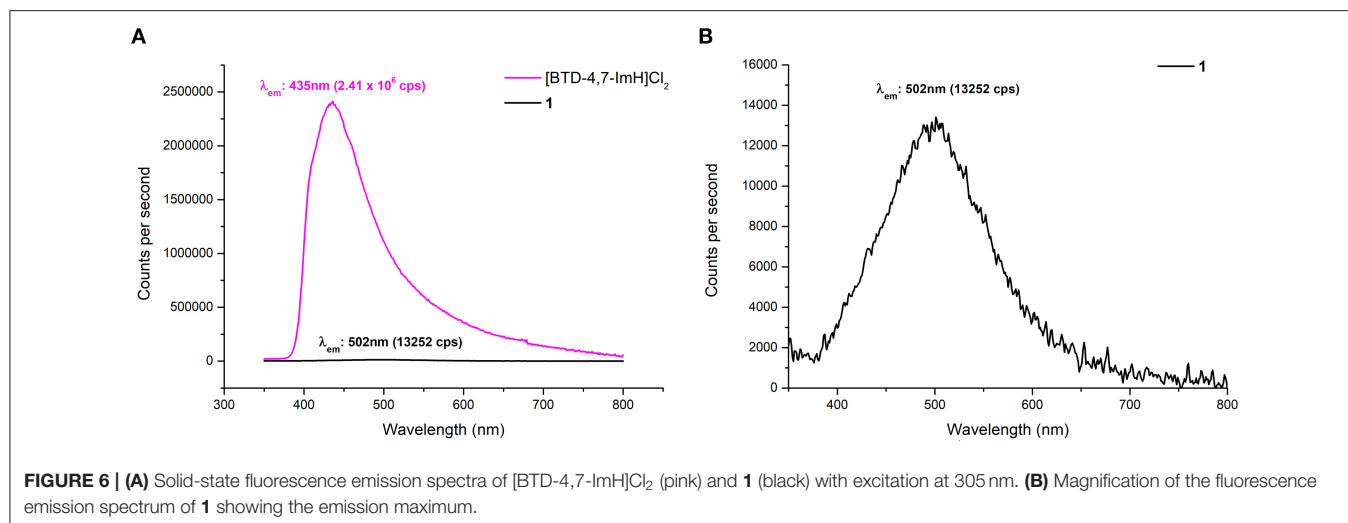 A
λem: 435nm (2.41 x 10⁶ cps)
[BTD-4,7-ImH]Cl₂
1
2500000
2000000
1500000
1000000
500000
0
Counts per second
λem: 502nm (13252 cps)
300 400 500 600 700 800
Wavelength (nm)
B
1
λem: 502nm (13252 cps)
16000
14000
12000
10000
8000
6000
4000
2000
0
Counts per second
400 500 600 700 800
Wavelength (nm)
FIGURE 6 | (A) Solid-state fluorescence emission spectra of [BTD-4,7-ImH]Cl₂ (pink) and 1 (black) with excitation at 305 nm. (B) Magnification of the fluorescence
emission spectrum of 1 showing the emission maximum.